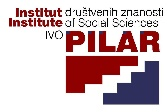 Institut društvenih znanosti
Institute of Social Sciences
IVO PILAR